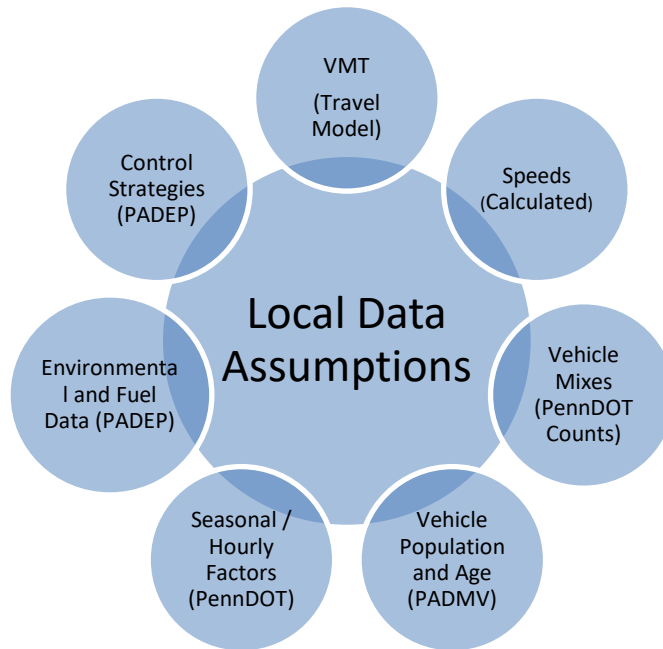 VMT
(Travel
Model)
Speeds
(Calculated)
Vehicle
Mixes
(PennDOT
Counts)
Vehicle
Population
and Age
(PADMV)
Seasonal /
Hourly
Factors
(PennDOT)
Environmenta
l and Fuel
Data (PADEP)
Control
Strategies
(PADEP)
Local Data
Assumptions